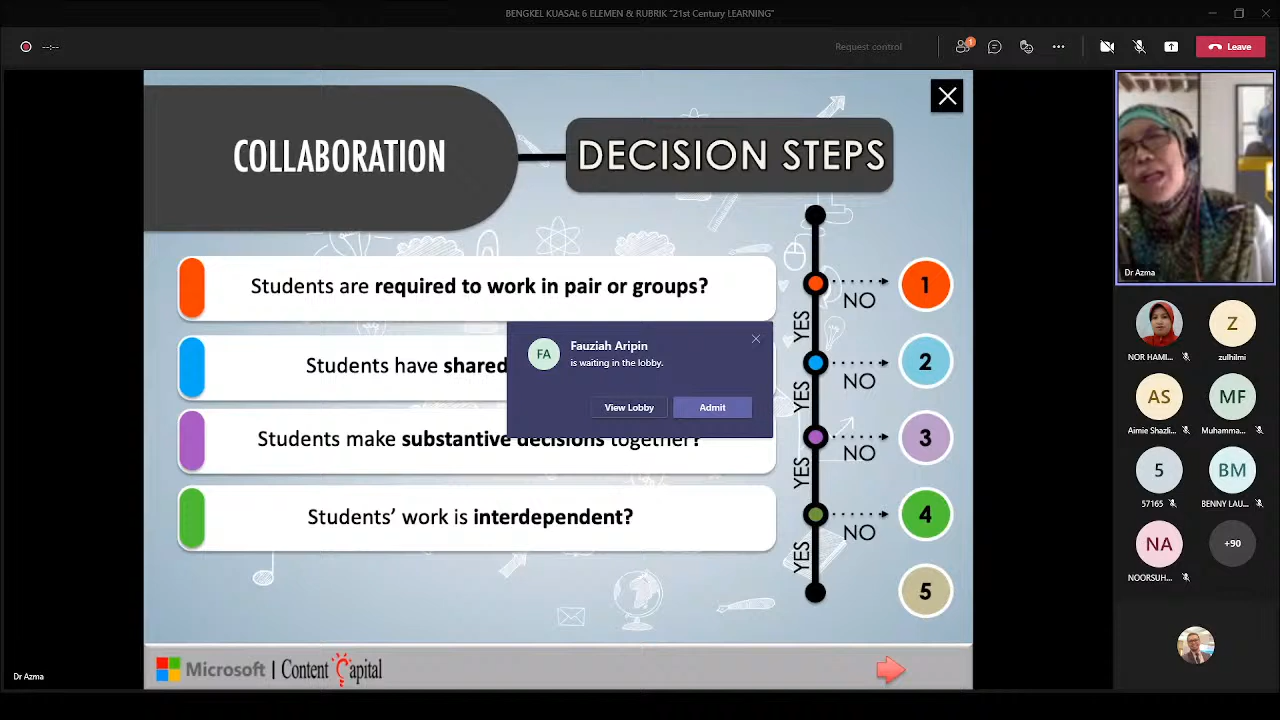 BENGKEL KUASAI: 6 ELEMEN & RUBRIK "21st Century LEARNING"
--:--
Request control
1
Leave
COLLABORATION
DECISION STEPS
Students are required to work in pair or groups?
YES
NO
1
Students have shared
YES
NO
2
Students make substantive decisions together?
YES
NO
3
Students' work is interdependent?
YES
NO
4
5
FA
Fauziah Aripin
is waiting in the lobby.
View Lobby
Admit
Microsoft | Content Capital
Dr Azma
Dr Azma
NOR HAMI...
Z
zulhilmi
AS
Aimie Shazli...
MF
Muhamma...
5
57165
BM
BENNY LAU...
NA
NOORSUH...
+90